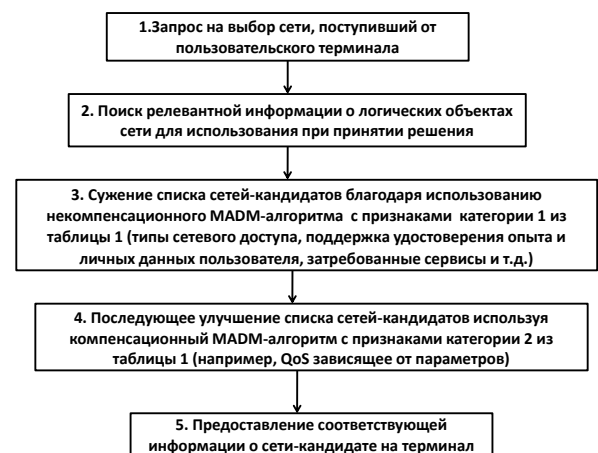 1.Запрос на выбор сети, поступивший от
пользовательского терминала
2. Поиск релевантной информации о логических объектах
сети для использования при принятии решения
3. Сужение списка сетей-кандидатов благодаря использованию
некомпенсационного MADM-алгоритма с признаками категории 1 из
таблицы 1 (типы сетевого доступа, поддержка удостоверения опыта и
личных данных пользователя, затребованные сервисы и т.д.)
4. Последующее улучшение списка сетей-кандидатов используя
компенсационный MADM-алгоритм с признаками категории 2 из
таблицы 1 (например, QoS зависящее от параметров)
5. Предоставление соответствующей
информации о сети-кандидате на терминал